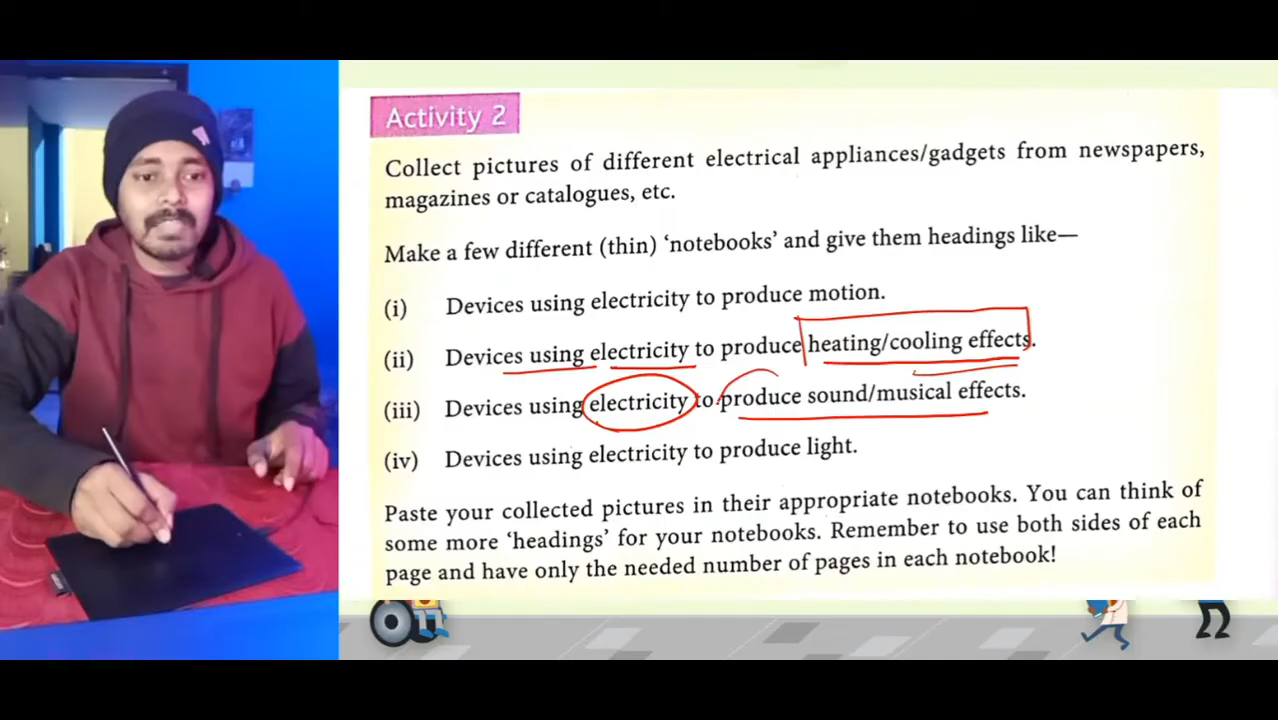 Activity 2
Collect pictures of different electrical appliances/gadgets from newspapers,
magazines or catalogues, etc.
Make a few different (thin) ‘notebooks’ and give them headings like—
(i) Devices using electricity to produce motion.
(ii) Devices using electricity to produce heating/cooling effects.
(iii) Devices using electricity to produce sound/musical effects.
(iv) Devices using electricity to produce light.
Paste your collected pictures in their appropriate notebooks. You can think of
some more ‘headings’ for your notebooks. Remember to use both sides of each
page and have only the needed number of pages in each notebook!